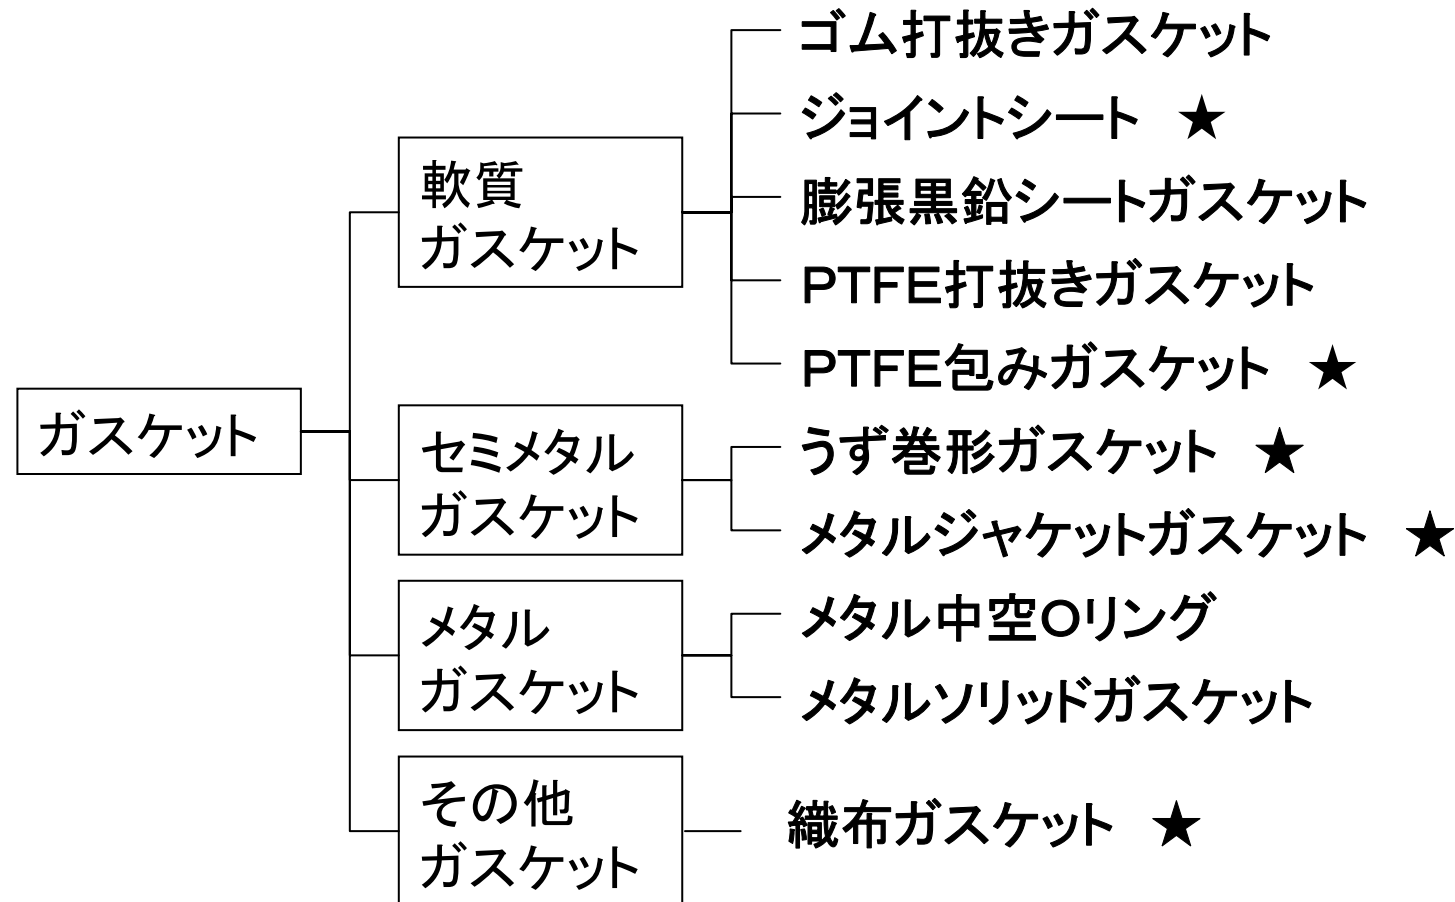 ガスケット
軟質
ガスケット
ゴム打抜きガスケット
ジョイントシート ★
膨張黒鉛シートガスケット
PTFE打抜きガスケット
PTFE包みガスケット ★
セミメタル
ガスケット
うず巻形ガスケット ★
メタルジャケットガスケット ★
メタル
ガスケット
メタル中空Oリング
メタルソリッドガスケット
その他
ガスケット
織布ガスケット ★